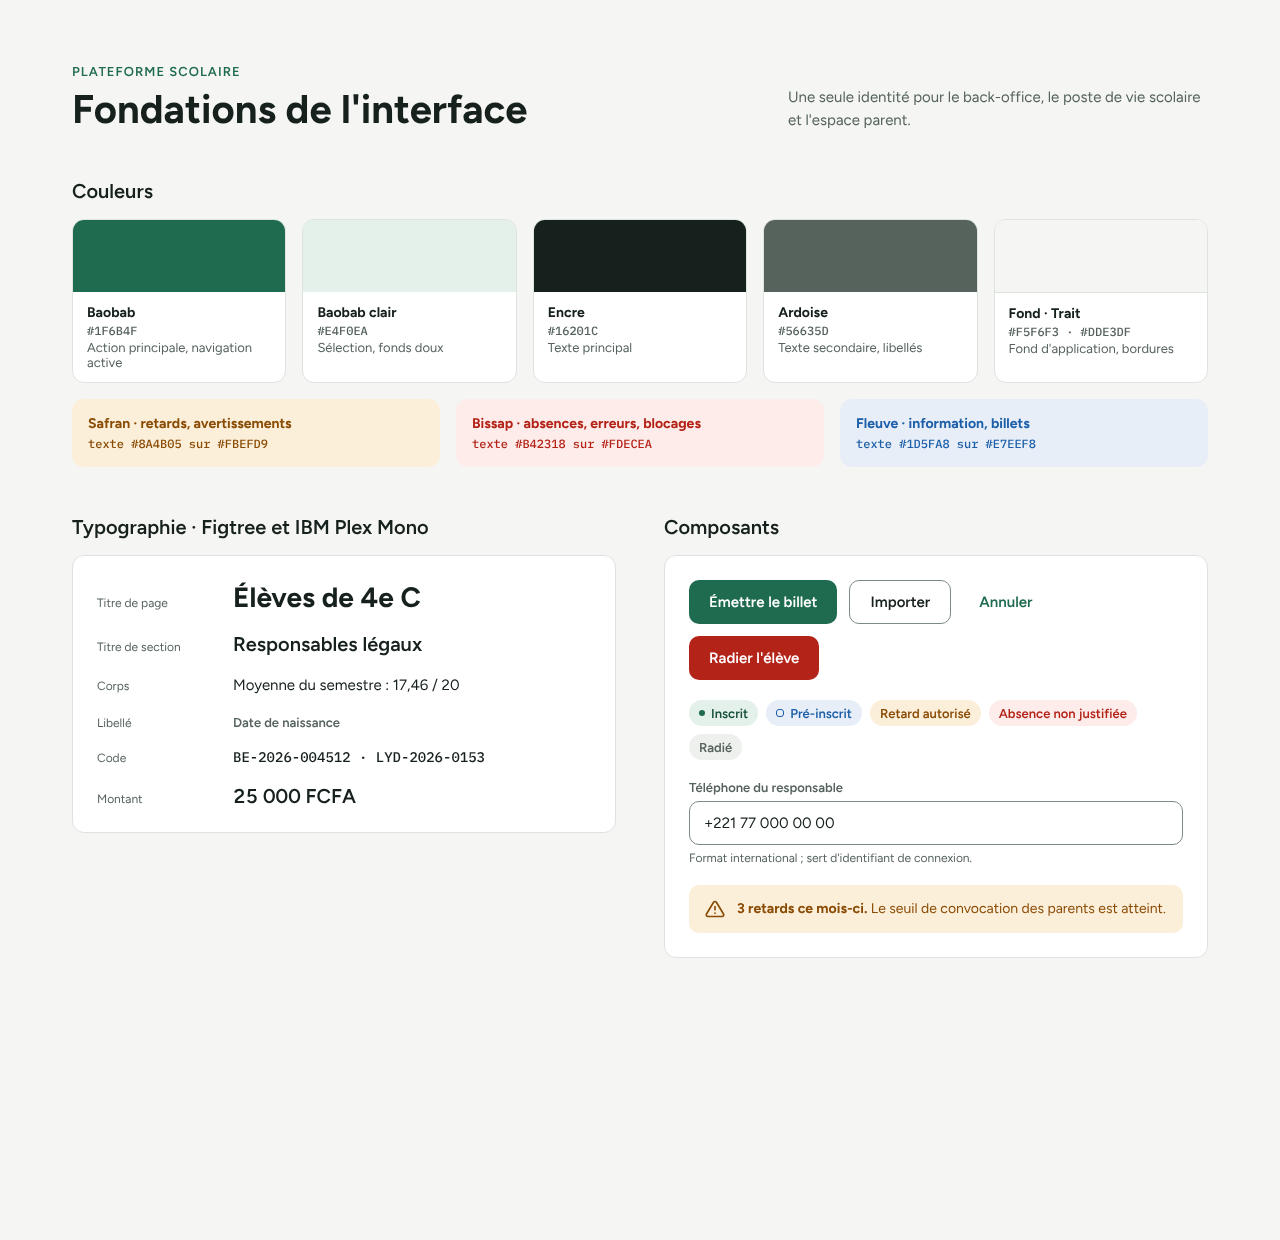 PLATEFORME SCOLAIRE
Fondations de l'interface
Une seule identité pour le back-office, le poste de vie scolaire
et l'espace parent.
Couleurs
Baobab
#1F6B4F
Action principale, navigation
active
Baobab clair
#E4F0EA
Sélection, fonds doux
Encre
#16201C
Texte principal
Ardoise
#56635D
Texte secondaire, libellés
Fond · Trait
#F5F6F3 · #DDE3DF
Fond d'application, bordures
Safran · retards, avertissements
texte #8A4B05 sur #FBEFD9
Bissap · absences, erreurs, blocages
texte #B42318 sur #FDECEA
Fleuve · information, billets
texte #1D5FA8 sur #E7EEF8
Typographie · Figtree et IBM Plex Mono
Titre de page
Élèves de 4e C
Titre de section
Responsables légaux
Corps
Moyenne du semestre : 17,46 / 20
Libellé
Date de naissance
Code
BE-2026-004512 · LYD-2026-0153
Montant
25 000 FCFA
Composants
Émettre le billet
Importer
Annuler
Radier l'élève
Inscrit
Pré-inscrit
Retard autorisé
Absence non justifiée
Radié
Téléphone du responsable
+221 77 000 00 00
Format international ; sert d'identifiant de connexion.
3 retards ce mois-ci. Le seuil de convocation des parents est atteint.